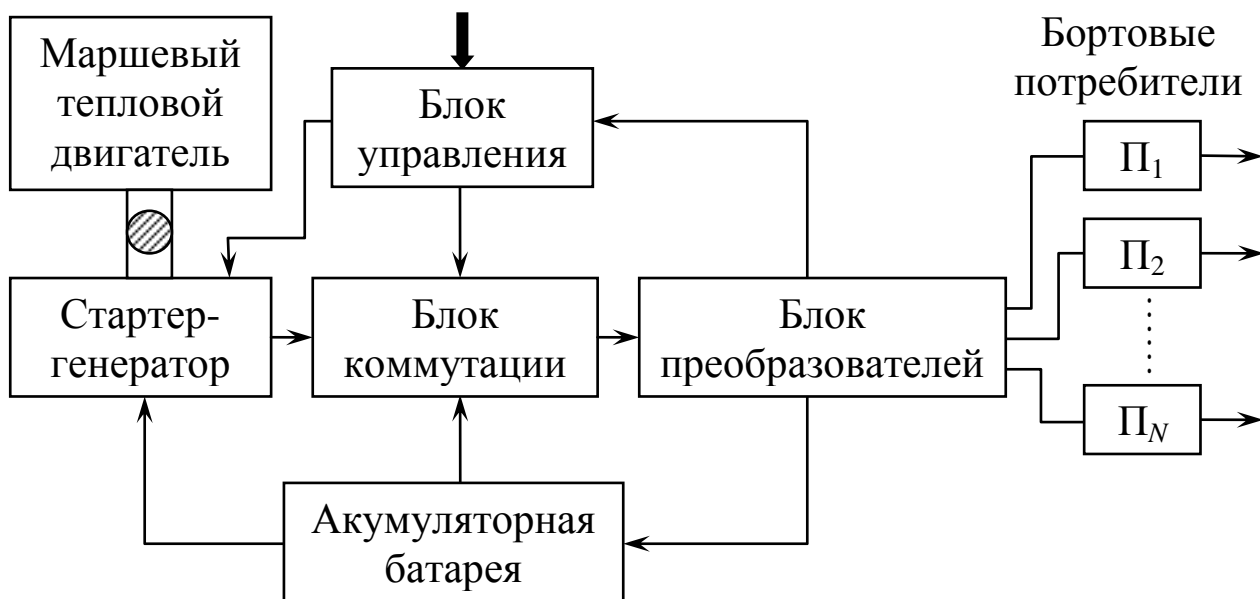 Маршевый
тепловой
двигатель
Блок
управления
Бортовые
потребители
П1
П2
ПN
Стартер-
генератор
Блок
коммутации
Блок
преобразователей
Акумуляторная
батарея